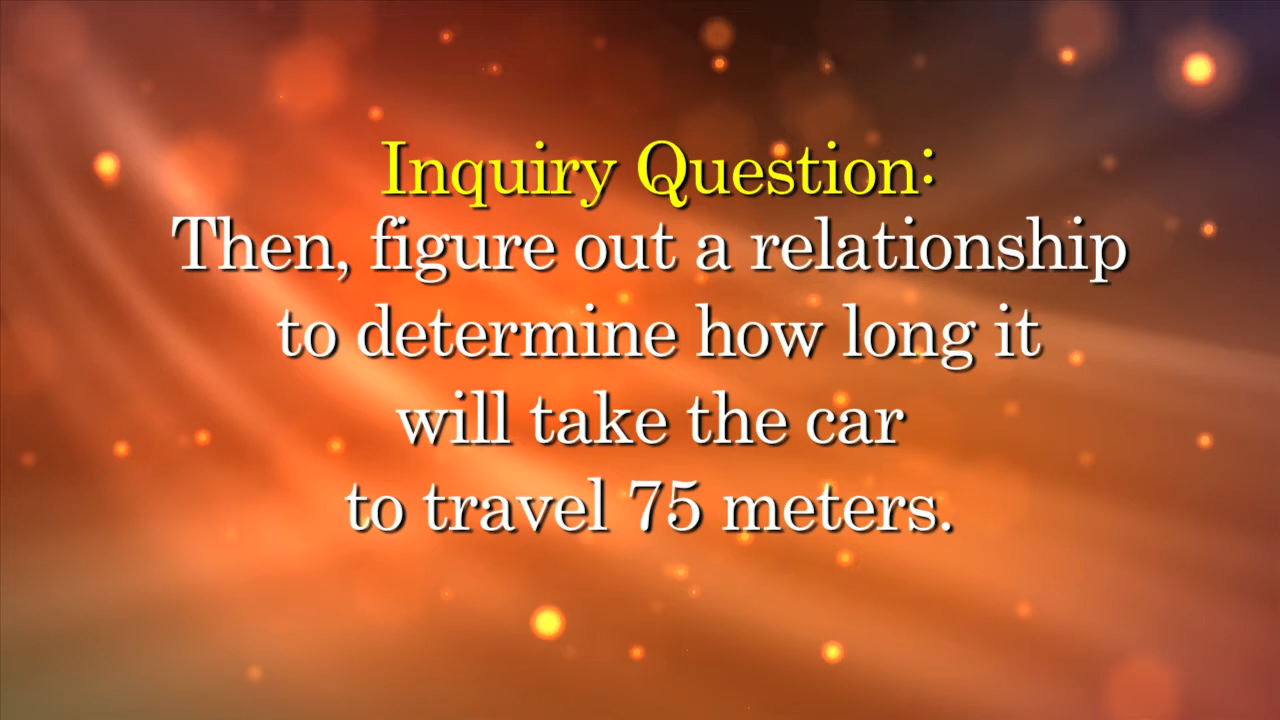 Inquiry Question:
Then, figure out a relationship
to determine how long it
will take the car
to travel 75 meters.